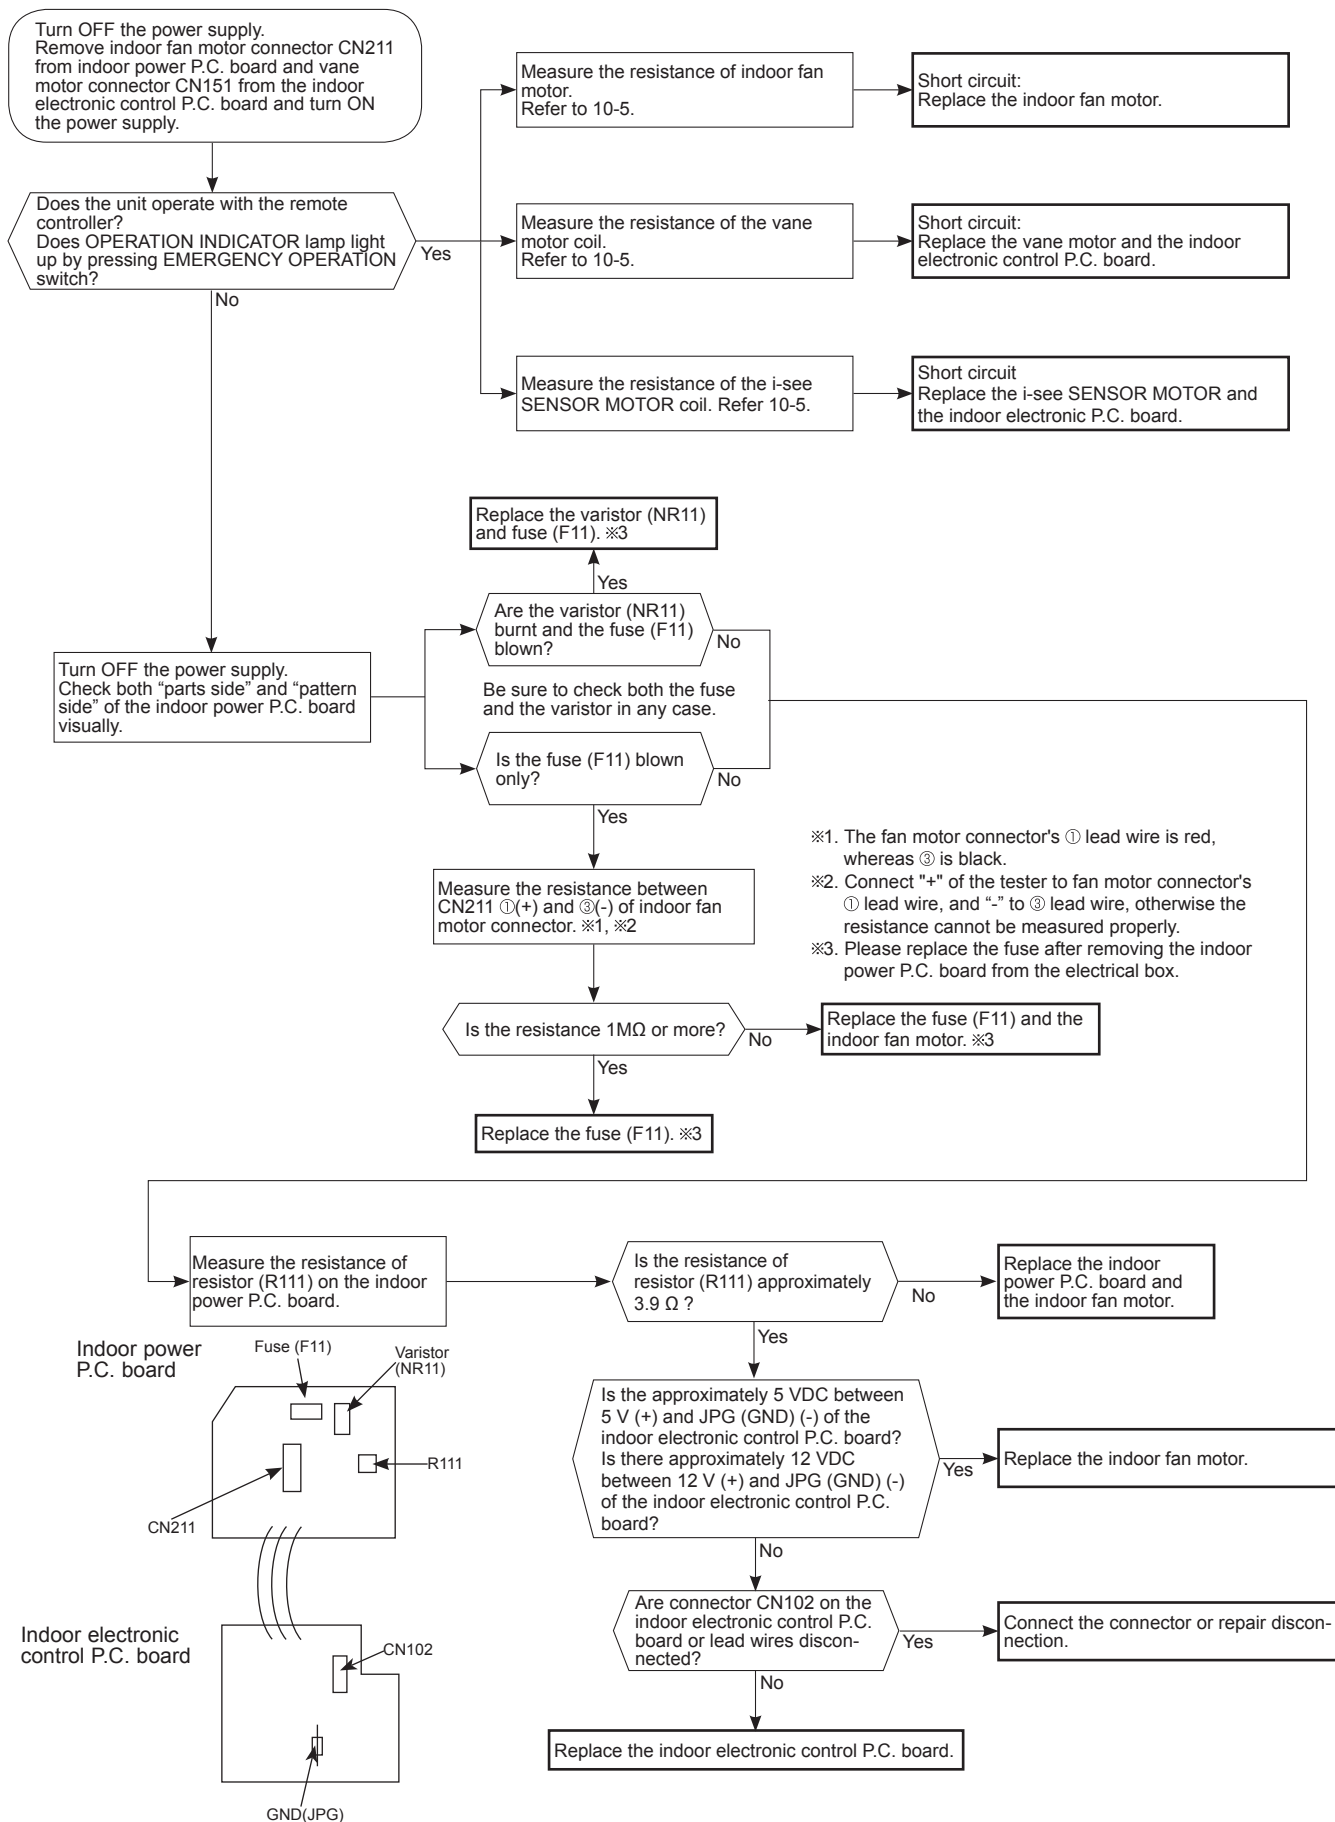 Turn OFF the power supply.
Remove indoor fan motor connector CN211
from indoor power P.C. board and vane
motor connector CN151 from the indoor
electronic control P.C. board and turn ON
the power supply.
Measure the resistance of indoor fan
motor.
Refer to 10-5.
Short circuit:
Replace the indoor fan motor.
Does the unit operate with the remote
controller?
Does OPERATION INDICATOR lamp light
up by pressing EMERGENCY OPERATION
switch?
Yes
No
Measure the resistance of the vane
motor coil.
Refer to 10-5.
Short circuit:
Replace the vane motor and the indoor
electronic control P.C. board.
Measure the resistance of the i-see
SENSOR MOTOR coil. Refer 10-5.
Short circuit
Replace the i-see SENSOR MOTOR and
the indoor electronic P.C. board.
Replace the varistor (NR11)
and fuse (F11). ※3
Yes
Are the varistor (NR11)
burnt and the fuse (F11)
blown?
No
Turn OFF the power supply.
Check both “parts side” and “pattern
side” of the indoor power P.C. board
visually.
Be sure to check both the fuse
and the varistor in any case.
Is the fuse (F11) blown
only?
No
Yes
※1. The fan motor connector's ① lead wire is red,
whereas ③ is black.
※2. Connect "+" of the tester to fan motor connector's
① lead wire, and “-” to ③ lead wire, otherwise the
resistance cannot be measured properly.
※3. Please replace the fuse after removing the indoor
power P.C. board from the electrical box.
Measure the resistance between
CN211 ①(+) and ③(-) of indoor fan
motor connector. ※1, ※2
Is the resistance 1MΩ or more?
No
Replace the fuse (F11) and the
indoor fan motor. ※3
Yes
Replace the fuse (F11). ※3
Measure the resistance of
resistor (R111) on the indoor
power P.C. board.
Is the resistance of
resistor (R111) approximately
3.9 Ω ?
No
Replace the indoor
power P.C. board and
the indoor fan motor.
Yes
Is the approximately 5 VDC between
5 V (+) and JPG (GND) (-) of the
indoor electronic control P.C. board?
Is there approximately 12 VDC
between 12 V (+) and JPG (GND) (-)
of the indoor electronic control P.C.
board?
Yes
Replace the indoor fan motor.
No
Are connector CN102 on the
indoor electronic control P.C.
board or lead wires discon-
nected?
Yes
Connect the connector or repair discon-
nection.
No
Replace the indoor electronic control P.C. board.
Indoor power
P.C. board
Fuse (F11)
Varistor
(NR11)
R111
CN211
Indoor electronic
control P.C. board
CN102
GND(JPG)